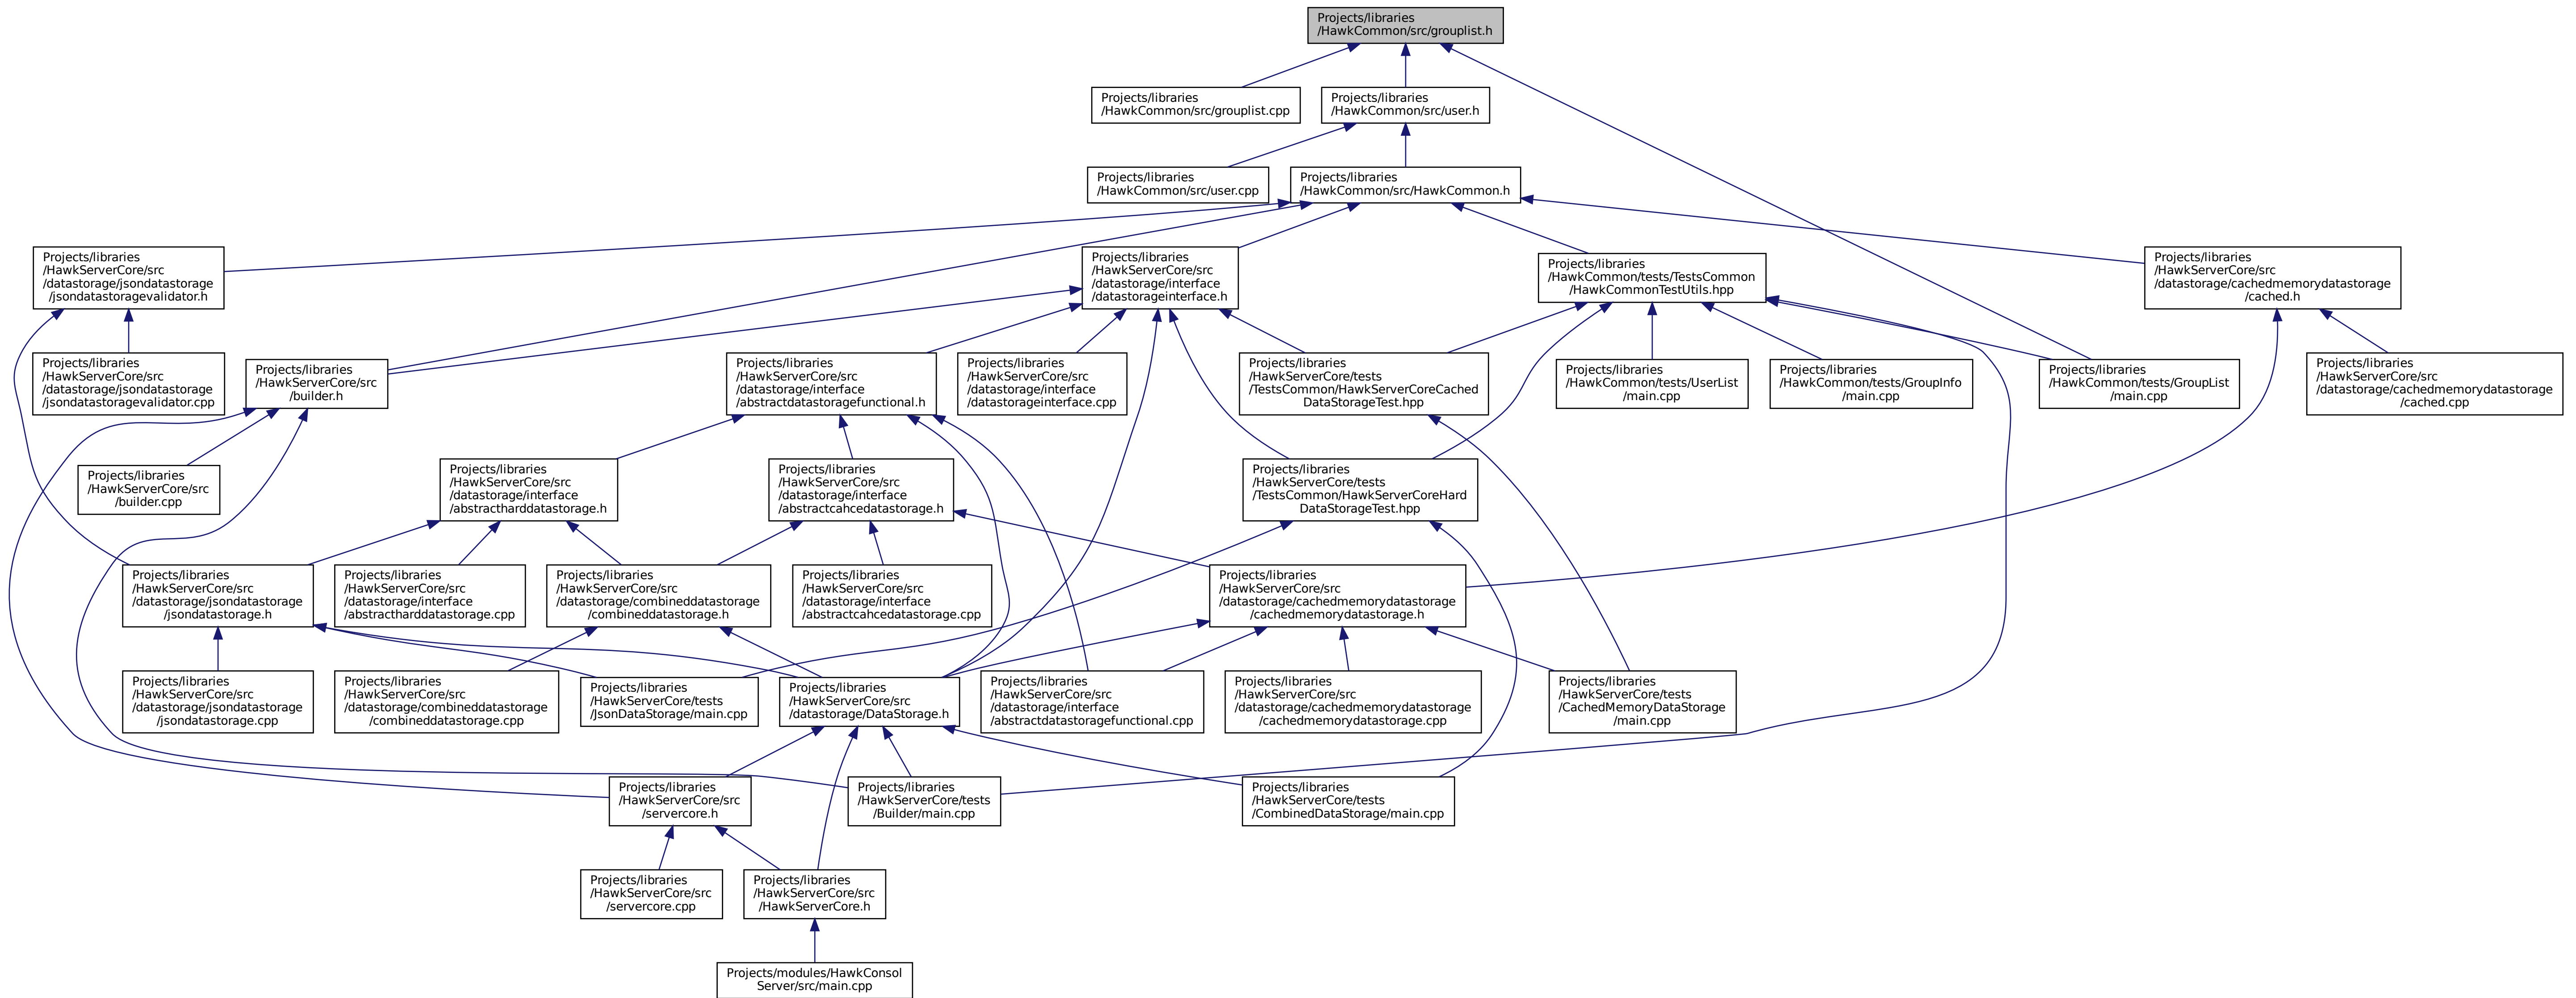 Projects/libraries
/HawkCommon/src/grouplist.h
Projects/libraries
/HawkCommon/src/grouplist.cpp
Projects/libraries
/HawkCommon/src/user.h
Projects/libraries
/HawkCommon/src/user.cpp
Projects/libraries
/HawkCommon/src/HawkCommon.h
Projects/libraries
/HawkServerCore/src
/datastorage/jsondatastorage
/jsondatastoragevalidator.h
Projects/libraries
/HawkServerCore/src
/datastorage/interface
/datastorageinterface.h
Projects/libraries
/HawkCommon/tests/TestsCommon
/HawkCommonTestUtils.hpp
Projects/libraries
/HawkServerCore/src
/datastorage/cachedmemorydatastorage
/cached.h
Projects/libraries
/HawkServerCore/src
/datastorage/jsondatastorage
/jsondatastoragevalidator.cpp
Projects/libraries
/HawkServerCore/src
/builder.h
Projects/libraries
/HawkServerCore/src
/datastorage/interface
/abstractdatastoragefunctional.h
Projects/libraries
/HawkServerCore/src
/datastorage/interface
/datastorageinterface.cpp
Projects/libraries
/HawkServerCore/tests
/TestsCommon/HawkServerCoreCached
DataStorageTest.hpp
Projects/libraries
/HawkCommon/tests/UserList
/main.cpp
Projects/libraries
/HawkCommon/tests/GroupInfo
/main.cpp
Projects/libraries
/HawkCommon/tests/GroupList
/main.cpp
Projects/libraries
/HawkServerCore/src
/datastorage/cachedmemorydatastorage
/cached.cpp
Projects/libraries
/HawkServerCore/src
/builder.cpp
Projects/libraries
/HawkServerCore/src
/datastorage/interface
/abstractharddatastorage.h
Projects/libraries
/HawkServerCore/src
/datastorage/interface
/abstractcahcedatastorage.h
Projects/libraries
/HawkServerCore/tests
/TestsCommon/HawkServerCoreHard
DataStorageTest.hpp
Projects/libraries
/HawkServerCore/src
/datastorage/jsondatastorage
/jsondatastorage.h
Projects/libraries
/HawkServerCore/src
/datastorage/interface
/abstractharddatastorage.cpp
Projects/libraries
/HawkServerCore/src
/datastorage/combineddatastorage
/combineddatastorage.h
Projects/libraries
/HawkServerCore/src
/datastorage/interface
/abstractcahcedatastorage.cpp
Projects/libraries
/HawkServerCore/src
/datastorage/cachedmemorydatastorage
/cachedmemorydatastorage.h
Projects/libraries
/HawkServerCore/src
/datastorage/jsondatastorage
/jsondatastorage.cpp
Projects/libraries
/HawkServerCore/src
/datastorage/combineddatastorage
/combineddatastorage.cpp
Projects/libraries
/HawkServerCore/tests
/JsonDataStorage/main.cpp
Projects/libraries
/HawkServerCore/src
/datastorage/DataStorage.h
Projects/libraries
/HawkServerCore/src
/datastorage/interface
/abstractdatastoragefunctional.cpp
Projects/libraries
/HawkServerCore/src
/datastorage/cachedmemorydatastorage
/cachedmemorydatastorage.cpp
Projects/libraries
/HawkServerCore/tests
/CachedMemoryDataStorage
/main.cpp
Projects/libraries
/HawkServerCore/src
/servercore.h
Projects/libraries
/HawkServerCore/tests
/Builder/main.cpp
Projects/libraries
/HawkServerCore/tests
/CombinedDataStorage/main.cpp
Projects/libraries
/HawkServerCore/src
/servercore.cpp
Projects/libraries
/HawkServerCore/src
/HawkServerCore.h
Projects/modules/HawkConsol
Server/src/main.cpp